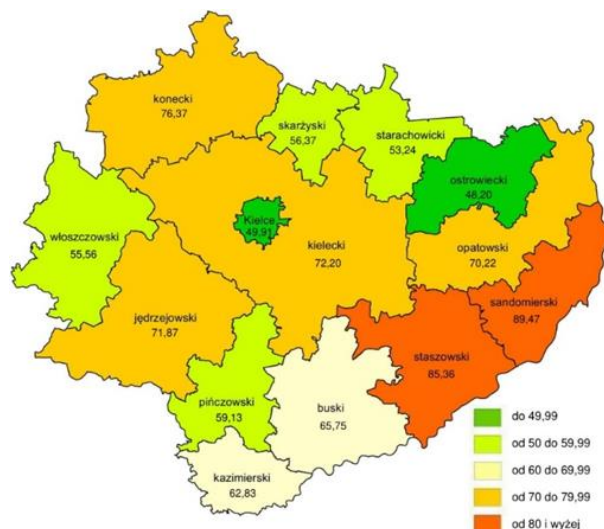 konecki
76,37
skarżyski
56,37
starachowicki
53,24
ostrowiecki
48,20
włoszczowski
55,56
Kielce
49,91
kielecki
72,20
opatowski
70,22
sandomierski
89,47
jędrzejowski
71,87
staszowski
85,36
pińczowski
59,13
buski
65,75
kazimierski
62,83
do 49,99
od 50 do 59,99
od 60 do 69,99
od 70 do 79,99
od 80 i wyżej